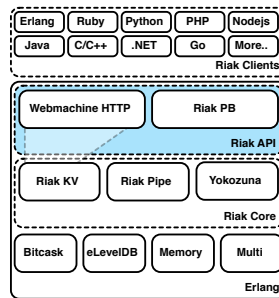 Erlang Ruby Python PHP Nodejs
Java C/C++ .NET Go More..
Riak Clients
Webmachine HTTP Riak PB
Riak API
Riak KV Riak Pipe Yokozuna
Riak Core
Bitcask eLevelDB Memory Multi
Erlang